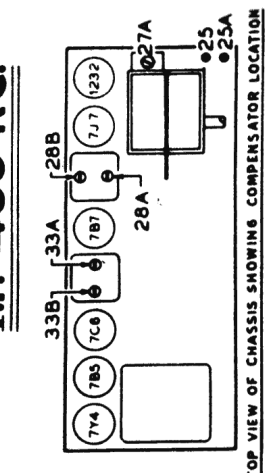 27A
25
25A
1232
7J7
28B
28A
7B7
33A
33B
7C6
7B5
7Y4
TOP VIEW OF CHASSIS SHOWING COMPENSATOR LOCATION